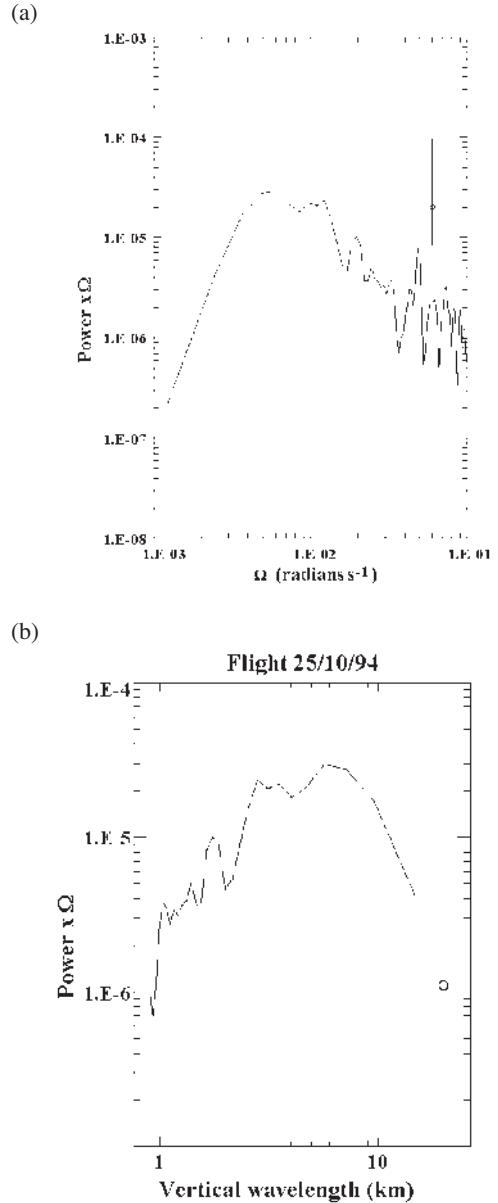 (a)
1.E-03
1.E-04
1.E-05
1.E-06
1.E-07
1.E-08
Power x Ω
1.E-03
1.E-02
1.E-01
Ω (radians s-1)
(b)
Flight 25/10/94
1.E-4
1.E-5
1.E-6
Power x Ω
1
10
Vertical wavelength (km)